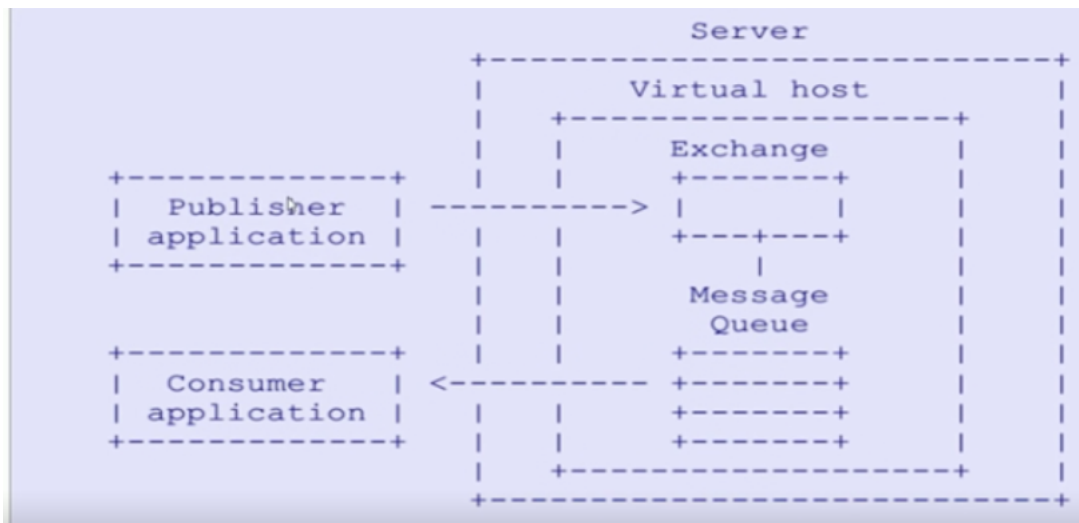 Server
Virtual host
Exchange
Publisher
application
Message
Queue
Consumer
application